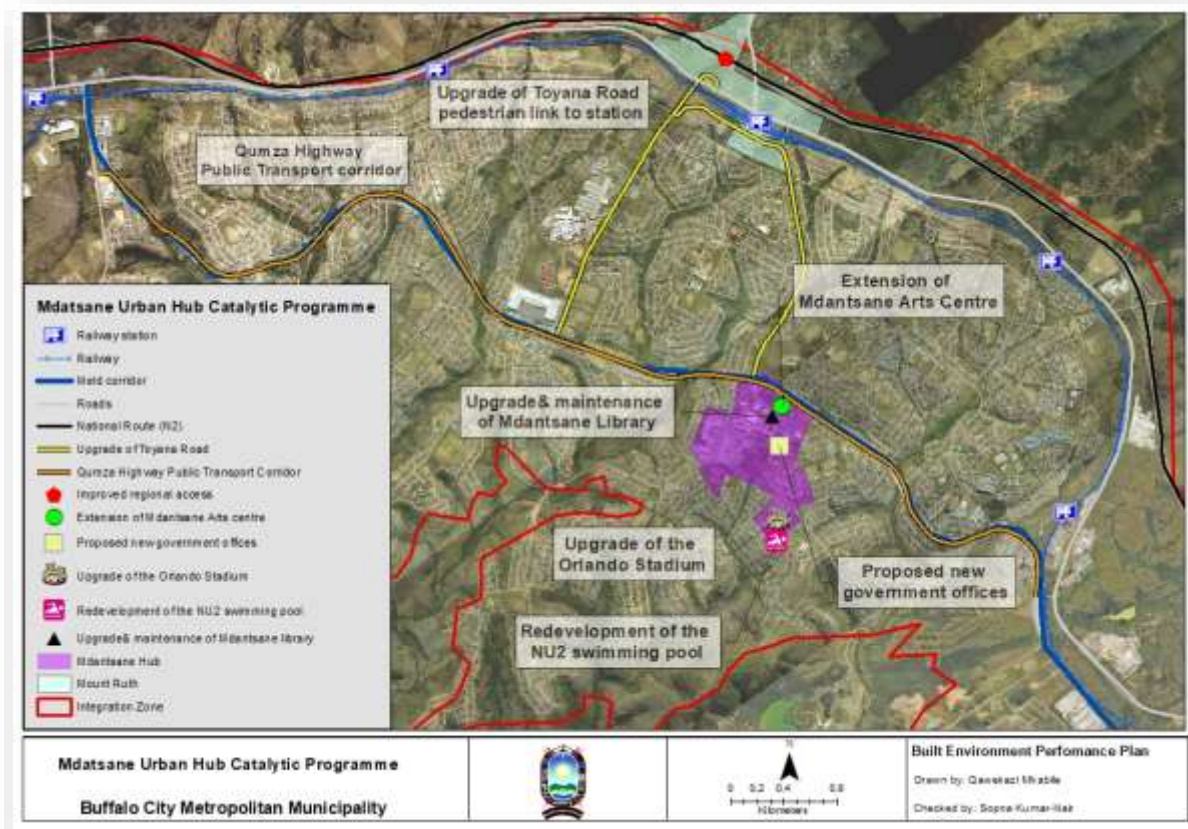 Upgrade of Toyana Road
pedestrian link to station
Qumza Highway
Public Transport corridor
Extension of
Mdantsane Arts Centre
Upgrade& maintenance
of Mdantsane Library
Upgrade of the
Orlando Stadium
Proposed new
government offices
Redevelopment of the
NU2 swimming pool
Mdatsane Urban Hub Catalytic Programme
Railway station
Railway
Meld corridor
Roads
National Route (N2)
Upgrade of Toyana Road
Qumza Highway Public Transport Corridor
Improved regional access
Extension of Mdantsane Arts centre
Proposed new government offices
Upgrade of the Orlando Stadium
Redevelopment of the NU2 swimming pool
Upgrade& maintenance of Mdantsane library
Mdantsane Hub
Mount Ruth
Integration Zone
Mdatsane Urban Hub Catalytic Programme
Buffalo City Metropolitan Municipality
N
0 0.2 0.4 0.8
Kilometers
Built Environment Perfomance Plan
Drawn by:
Checked by: Sopna Kumar-Nair